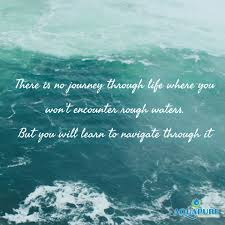 There is no journey through life where you
won't encounter rough waters.
But you will learn to navigate through it
AQUAPURE